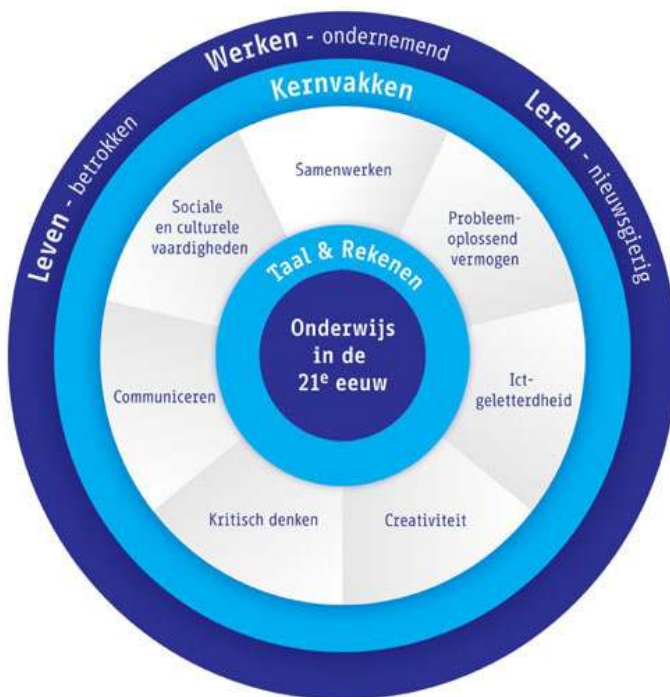 Werken - ondernemend
Leven - betrokken
Leren - nieuwsgierig
Kernvakken
Samenwerken
Sociale
en culturele
vaardigheden
Probleem-
oplossend
vermogen
Taal & Rekenen
Onderwijs
in de
21e eeuw
Communiceren
Ict-
geletterdheid
Kritisch denken
Creativiteit